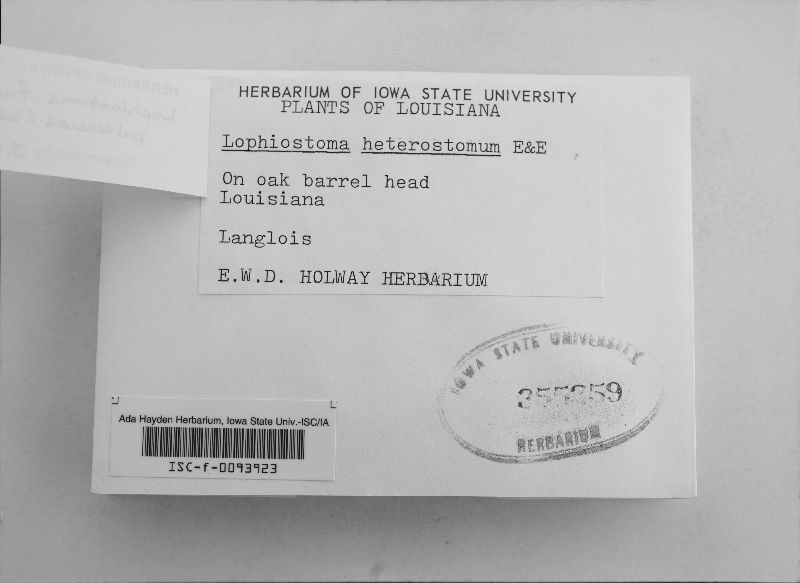 HERBARIUM OF IOWA STATE UNIVERSITY
PLANTS OF LOUISIANA
Lophiostoma heterostomum E&E
On oak barrel head
Louisiana
Langlois
E.W.D. HOLWAY HERBARIUM
IOWA STATE UNIVERSITY
HERBARIUM
Ada Hayden Herbarium, Iowa State Univ.-ISC/IA
ISC-f-0093923